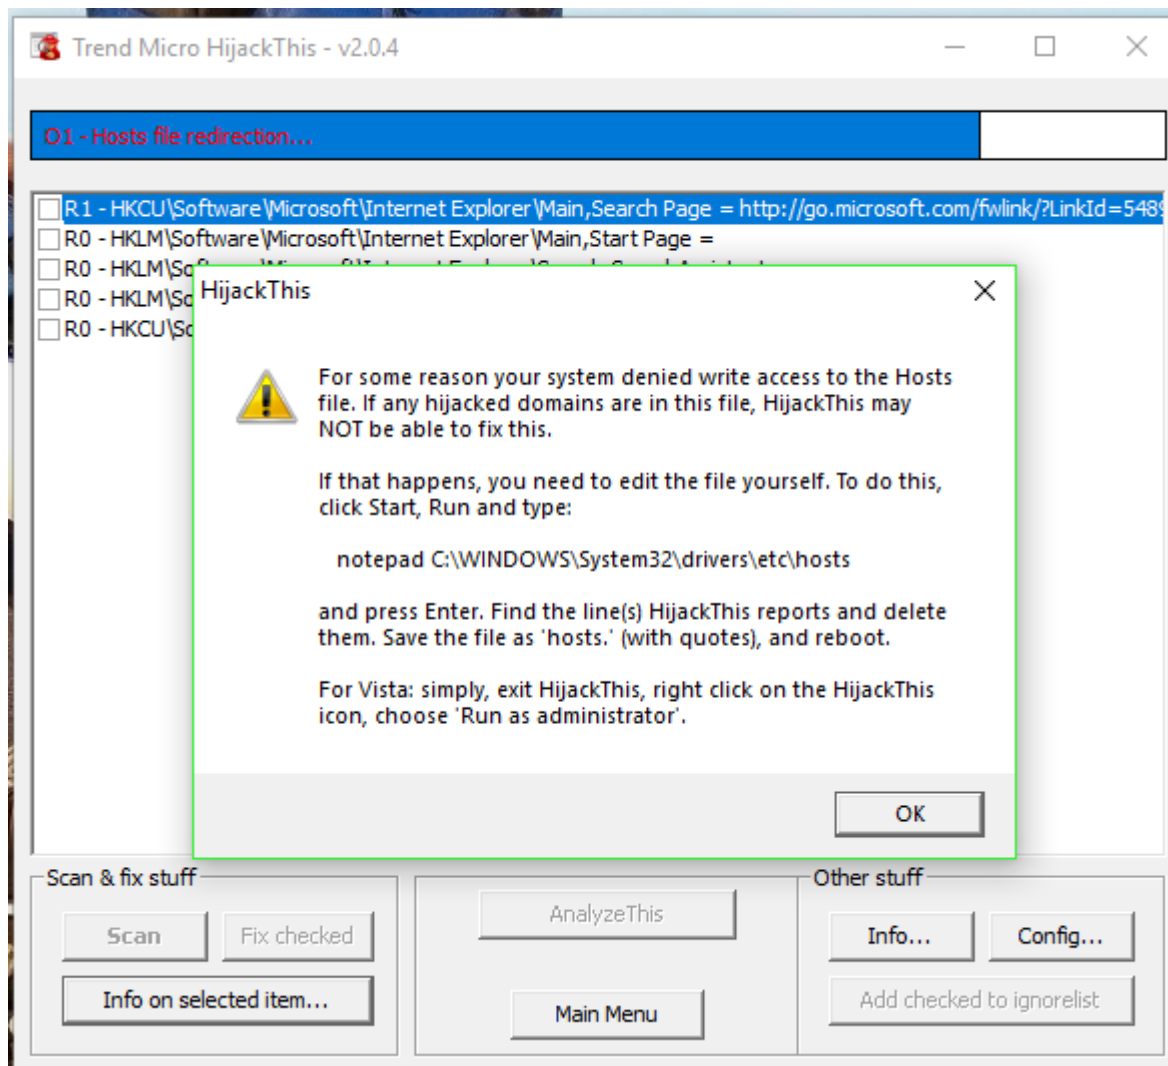 Trend Micro HijackThis - v2.0.4
O1 - Hosts file redirection...
R1 - HKCU\Software\Microsoft\Internet Explorer\Main,Search Page = http://go.microsoft.com/fwlink/?LinkId=5489
R0 - HKLM\Software\Microsoft\Internet Explorer\Main,Start Page =
R0 - HKLM\So
R0 - HKLM\So
R0 - HKCU\So
HijackThis
For some reason your system denied write access to the Hosts
file. If any hijacked domains are in this file, HijackThis may
NOT be able to fix this.
If that happens, you need to edit the file yourself. To do this,
click Start, Run and type:
notepad C:\WINDOWS\System32\drivers\etc\hosts
and press Enter. Find the line(s) HijackThis reports and delete
them. Save the file as 'hosts.' (with quotes), and reboot.
For Vista: simply, exit HijackThis, right click on the HijackThis
icon, choose 'Run as administrator'.
OK
Scan & fix stuff
Scan
Fix checked
Info on selected item...
AnalyzeThis
Main Menu
Other stuff
Info...
Config...
Add checked to ignorelist